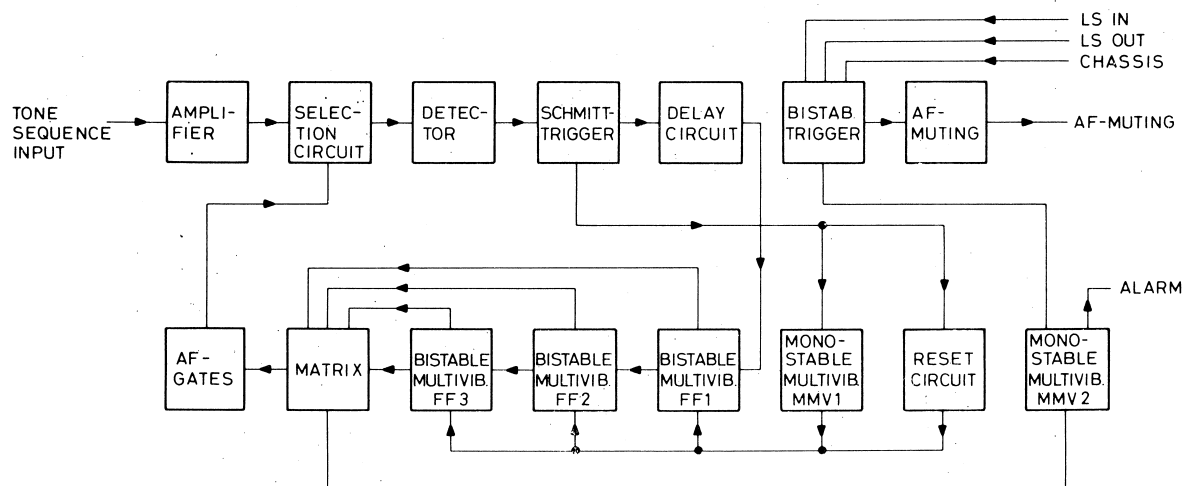 LS IN
LS OUT
CHASSIS
TONE
SEQUENCE
INPUT
AMPLI-
FIER
SELEC-
TION
CIRCUIT
DETEC-
TOR
SCHMITT-
TRIGGER
DELAY
CIRCUIT
BISTAB.
TRIGGER
AF-
MUTING
AF-MUTING
ALARM
AF-
GATES
MATRIX
BISTABLE
MULTIVIB.
FF3
BISTABLE
MULTIVIB.
FF2
BISTABLE
MULTIVIB.
FF1
MONO-
STABLE
MULTIVIB.
MMV1
RESET
CIRCUIT
MONO-
STABLE
MULTIVIB.
MMV2